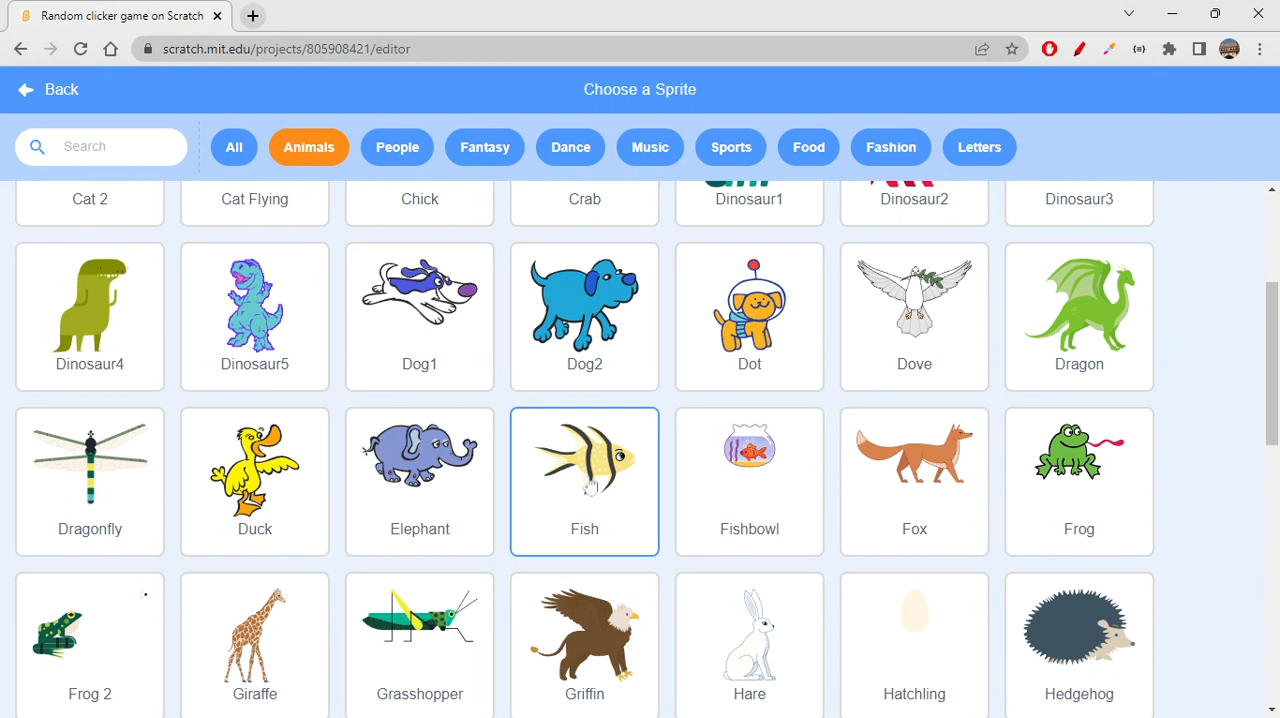 Random clicker game on Scratch
scratch.mit.edu/projects/805908421/editor
Back
Choose a Sprite
Search
All
Animals
People
Fantasy
Dance
Music
Sports
Food
Fashion
Letters
Cat 2
Cat Flying
Chick
Crab
Dinosaur1
Dinosaur2
Dinosaur3
Dinosaur4
Dinosaur5
Dog1
Dog2
Dot
Dove
Dragon
Dragonfly
Duck
Elephant
Fish
Fishbowl
Fox
Frog
Frog 2
Giraffe
Grasshopper
Griffin
Hare
Hatchling
Hedgehog